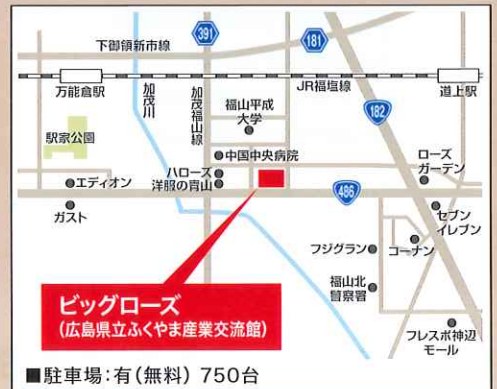 391
181
下御領新市線
万能倉駅
加茂川
加茂福山線
JR福塩線
道上駅
182
福山平成
大学
駅家公園
中国中央病院
ローズ
ガーデン
ハローズ
洋服の青山
エディオン
486
ガスト
セブン
イレブン
コーナン
フジグラン
福山北
警察署
ビッグローズ
(広島県立ふくやま産業交流館)
フレスポ神辺
モール
■駐車場:有(無料) 750台